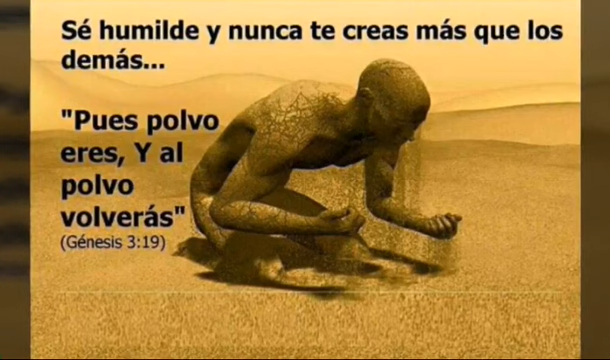 Sé humilde y nunca te creas más que los
demás...
"Pues polvo
eres, Y al
polvo
volverás"
(Génesis 3:19)